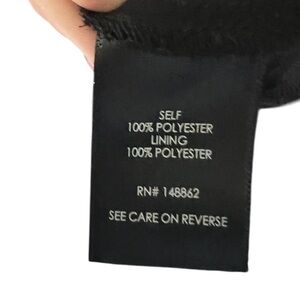 SELF
100% POLYESTER
LINING
100% POLYESTER
RN# 148862
SEE CARE ON REVERSE